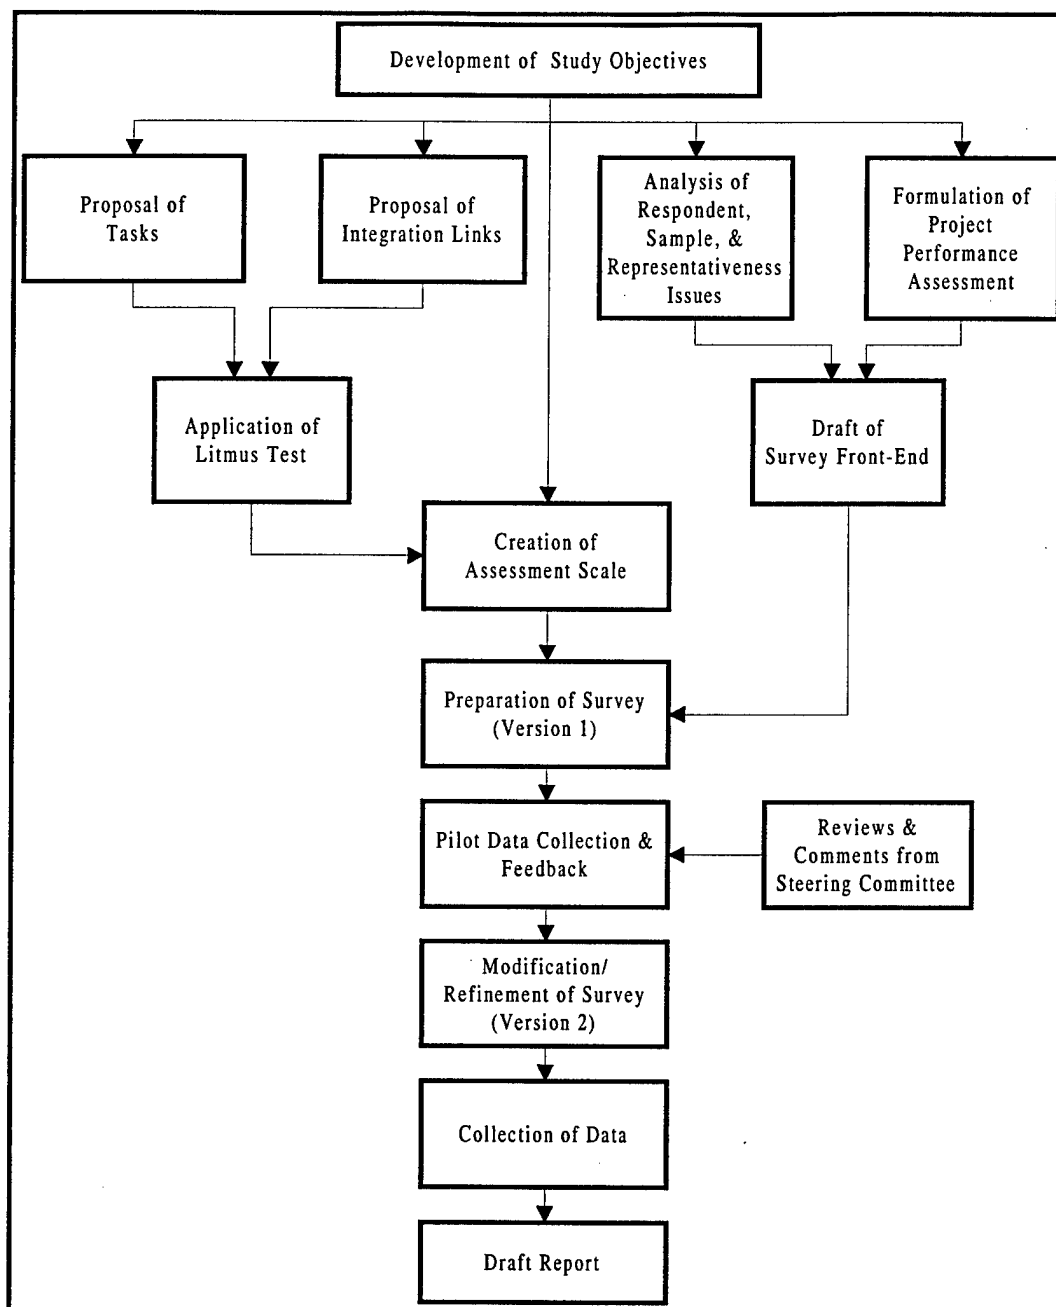 Development of Study Objectives
Proposal of
Tasks
Proposal of
Integration Links
Analysis of
Respondent,
Sample, &
Representativeness
Issues
Formulation of
Project
Performance
Assessment
Application of
Litmus Test
Draft of
Survey Front-End
Creation of
Assessment Scale
Preparation of Survey
(Version 1)
Pilot Data Collection &
Feedback
Reviews &
Comments from
Steering Committee
Modification/
Refinement of Survey
(Version 2)
Collection of Data
Draft Report